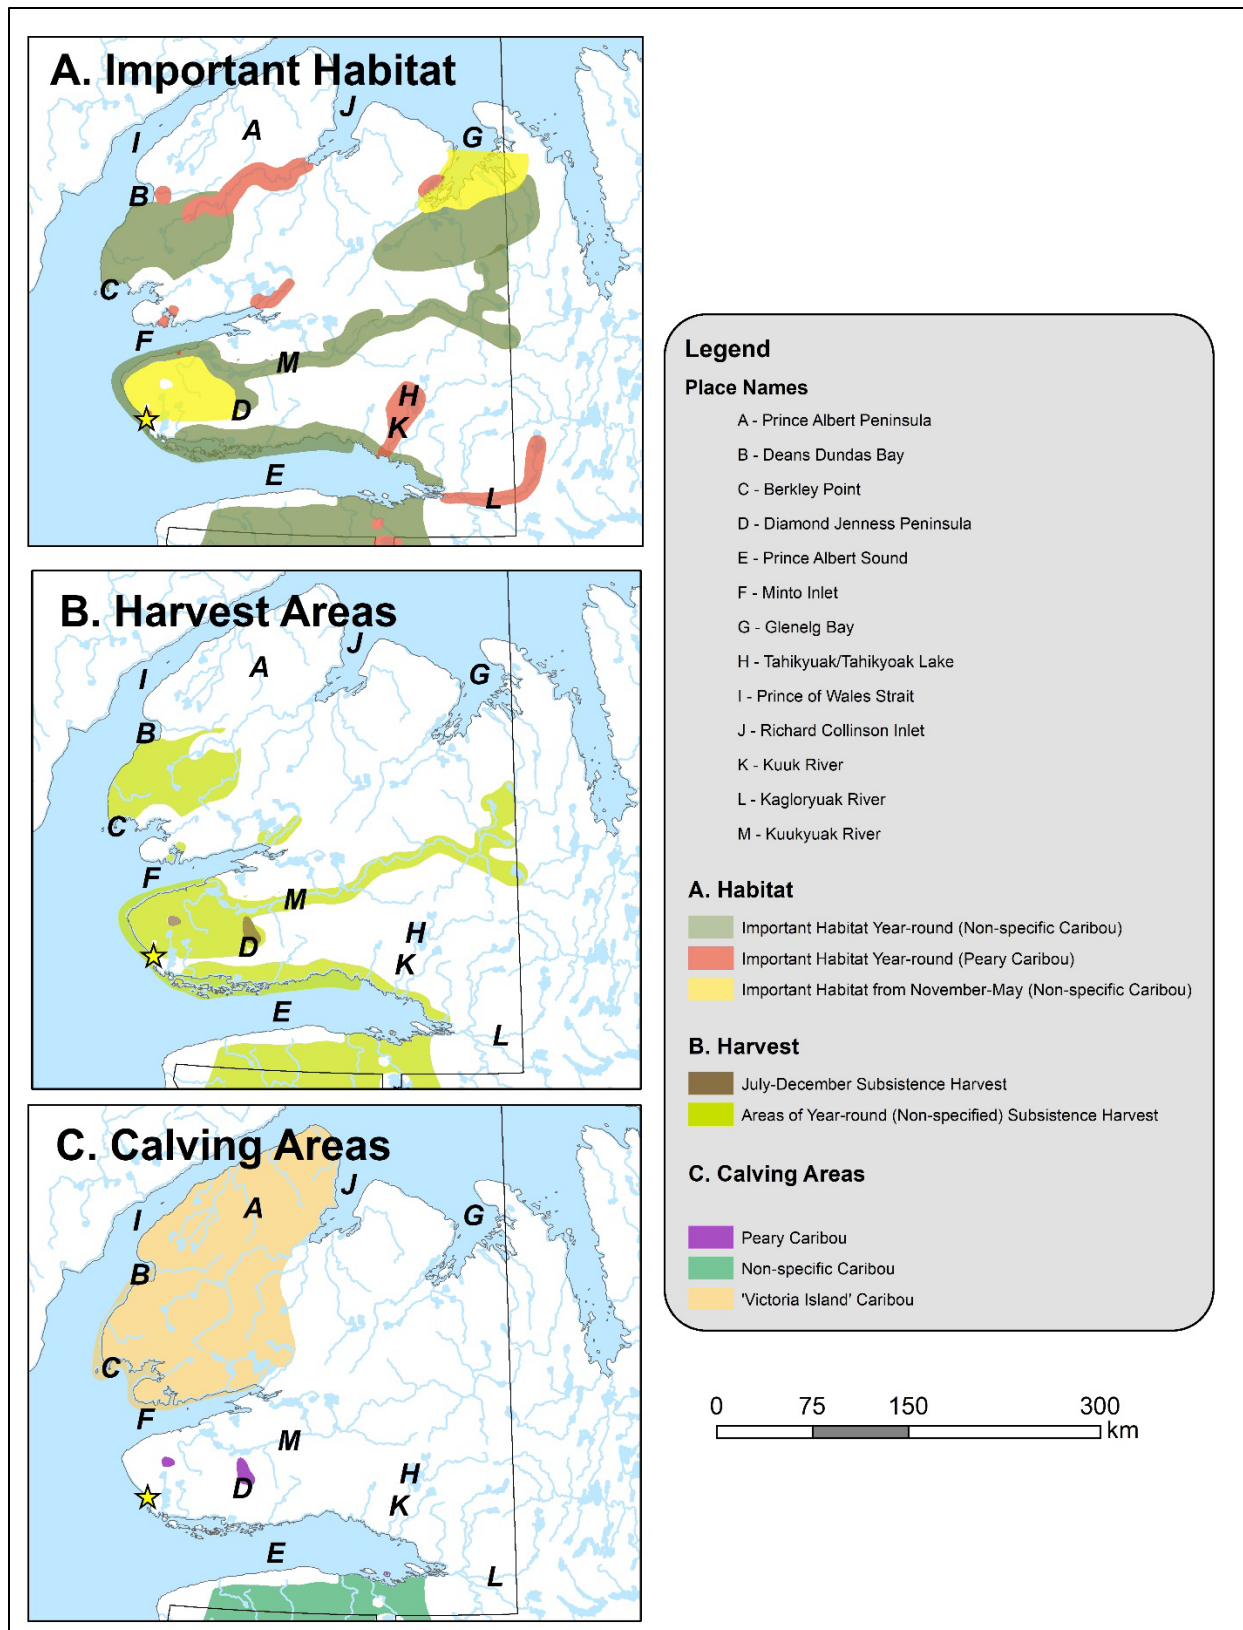 A. Important Habitat
J
A
I
G
B
C
F
M
H
D
K
E
L
B. Harvest Areas
J
A
I
G
B
C
F
M
H
D
K
E
L
C. Calving Areas
J
A
I
G
B
C
F
M
H
D
K
E
L
Legend
Place Names
A - Prince Albert Peninsula
B - Deans Dundas Bay
C - Berkley Point
D - Diamond Jenness Peninsula
E - Prince Albert Sound
F - Minto Inlet
G - Glenelg Bay
H - Tahikyuak/Tahikyoak Lake
I - Prince of Wales Strait
J - Richard Collinson Inlet
K - Kuuk River
L - Kagloryuak River
M - Kuukyuak River
A. Habitat
Important Habitat Year-round (Non-specific Caribou)
Important Habitat Year-round (Peary Caribou)
Important Habitat from November-May (Non-specific Caribou)
B. Harvest
July-December Subsistence Harvest
Areas of Year-round (Non-specified) Subsistence Harvest
C. Calving Areas
Peary Caribou
Non-specific Caribou
'Victoria Island' Caribou
0 75 150 300
km